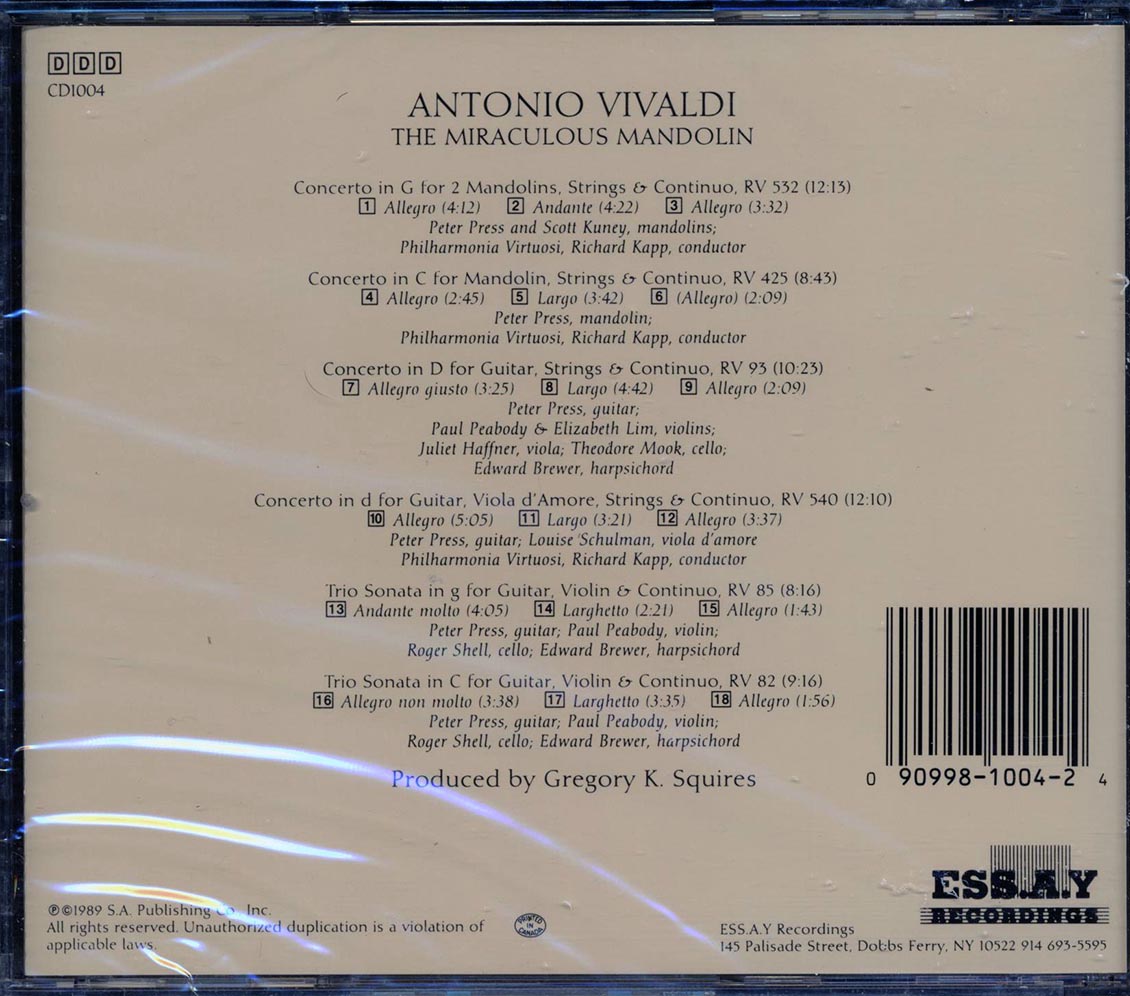 DDD
CD1004
ANTONIO VIVALDI
THE MIRACULOUS MANDOLIN
Concerto in G for 2 Mandolins, Strings & Continuo, RV 532 (12:13)
1 Allegro (4:12) 2 Andante (4:22) 3 Allegro (3:32)
Peter Press and Scott Kuney, mandolins;
Philharmonia Virtuosi, Richard Kapp, conductor
Concerto in C for Mandolin, Strings & Continuo, RV 425 (8:43)
4 Allegro (2:45) 5 Largo (3:42) 6 (Allegro) (2:09)
Peter Press, mandolin;
Philharmonia Virtuosi, Richard Kapp, conductor
Concerto in D for Guitar, Strings & Continuo, RV 93 (10:23)
7 Allegro giusto (3:25) 8 Largo (4:42) 9 Allegro (2:09)
Peter Press, guitar;
Paul Peabody & Elizabeth Lim, violins;
Juliet Haffner, viola; Theodore Mook, cello;
Edward Brewer, harpsichord
Concerto in d for Guitar, Viola d'Amore, Strings & Continuo, RV 540 (12:10)
10 Allegro (5:05) 11 Largo (3:21) 12 Allegro (3:37)
Peter Press, guitar; Louise Schulman, viola d'amore
Philharmonia Virtuosi, Richard Kapp, conductor
Trio Sonata in g for Guitar, Violin & Continuo, RV 85 (8:16)
13 Andante molto (4:05) 14 Larghetto (2:21) 15 Allegro (1:43)
Peter Press, guitar; Paul Peabody, violin;
Roger Shell, cello; Edward Brewer, harpsichord
Trio Sonata in C for Guitar, Violin & Continuo, RV 82 (9:16)
16 Allegro non molto (3:38) 17 Larghetto (3:35) 18 Allegro (1:56)
Peter Press, guitar; Paul Peabody, violin;
Roger Shell, cello; Edward Brewer, harpsichord
Produced by Gregory K. Squires
0 90998-1004-2 4
ESS.A.Y
RECORDINGS
℗©1989 S.A. Publishing Co., Inc.
All rights reserved. Unauthorized duplication is a violation of
applicable laws.
PRINTED
IN
CANADA
ESS.A.Y Recordings
145 Palisade Street, Dobbs Ferry, NY 10522 914 693-5595